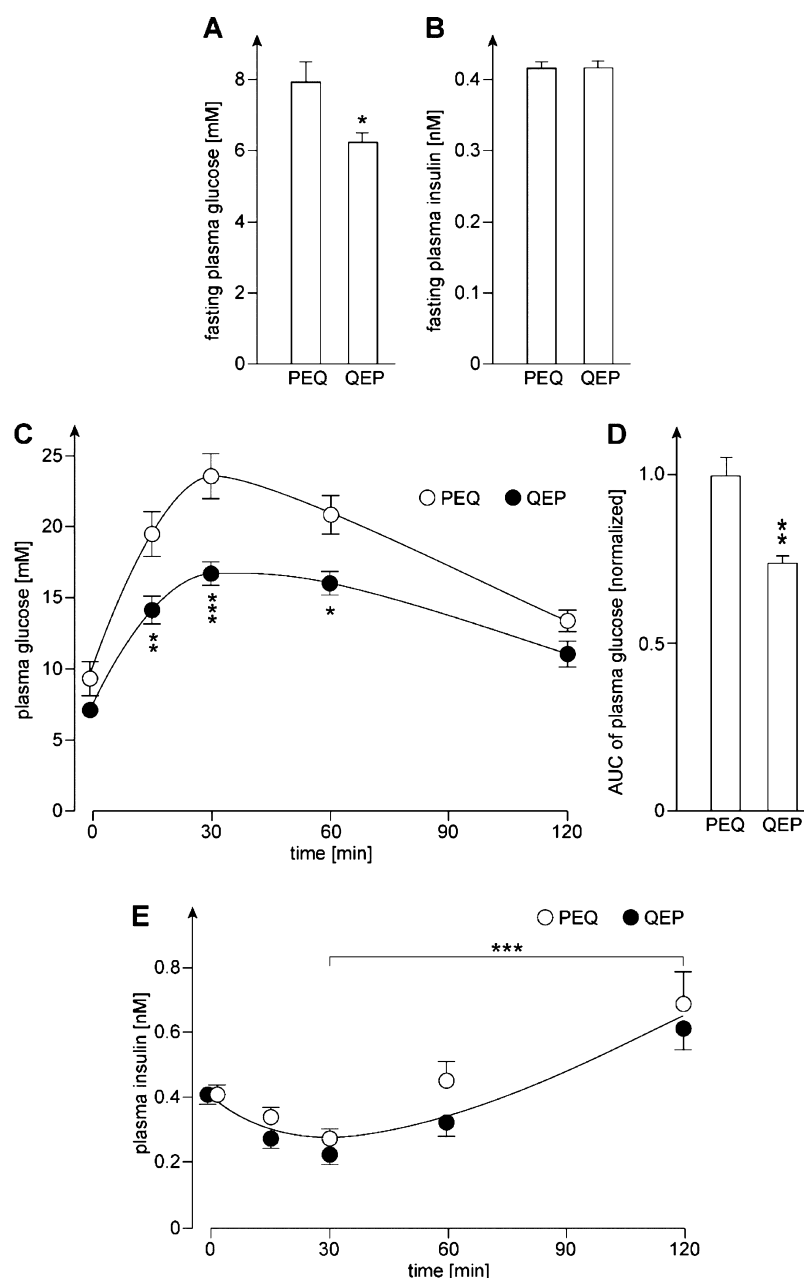 A
fasting plasma glucose [mM]
8
6
4
2
0
*
PEQ QEP
B
fasting plasma insulin [nM]
0.4
0.3
0.2
0.1
0
PEQ QEP
C
plasma glucose [mM]
25
20
15
10
5
0
PEQ QEP
**
***
*
0 30 60 90 120
time [min]
D
AUC of plasma glucose [normalized]
1.0
0.5
0
**
PEQ QEP
E
plasma insulin [nM]
0.8
0.6
0.4
0.2
0
PEQ QEP
***
0 30 60 90 120
time [min]